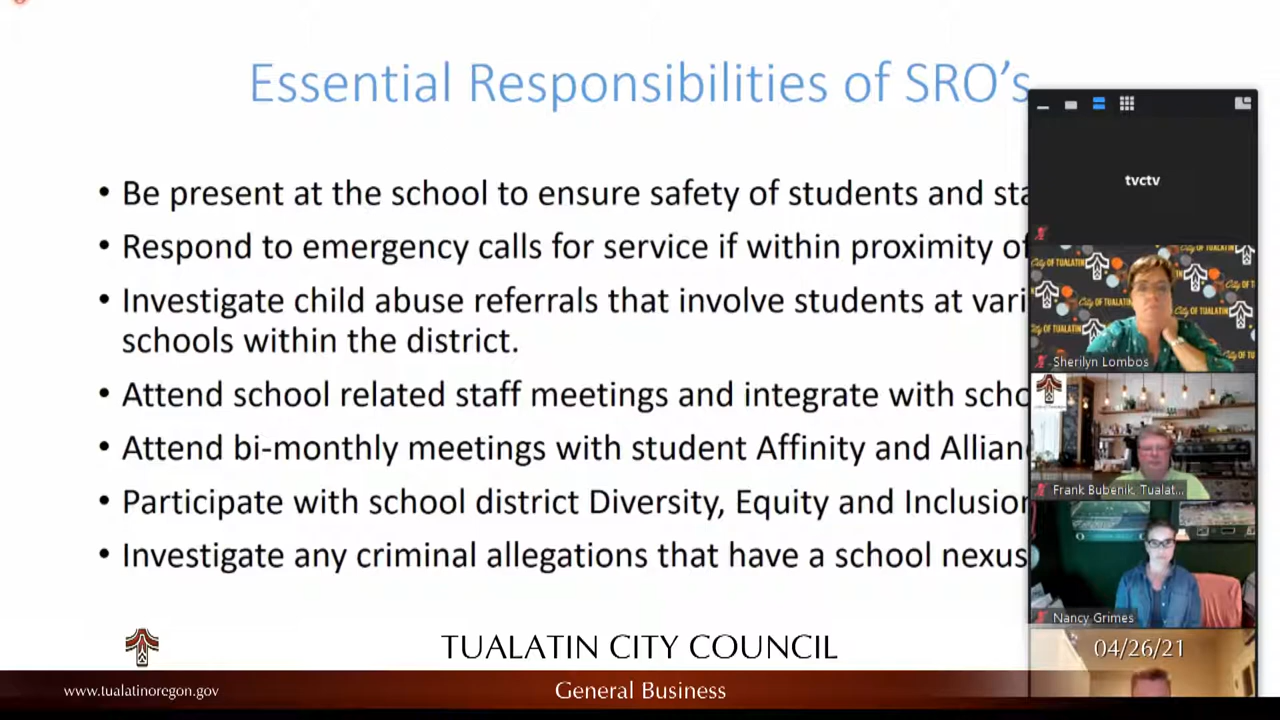 Essential Responsibilities of SRO's
• Be present at the school to ensure safety of students and sta
• Respond to emergency calls for service if within proximity of
• Investigate child abuse referrals that involve students at vari
schools within the district.
• Attend school related staff meetings and integrate with scho
• Attend bi-monthly meetings with student Affinity and Allian
• Participate with school district Diversity, Equity and Inclusion
• Investigate any criminal allegations that have a school nexus
tvctv
City OF TUALATIN
Sherilyn Lombos
Frank Bubenik, Tualat...
Nancy Grimes
04/26/21
TUALATIN CITY COUNCIL
www.tualatinoregon.gov
General Business